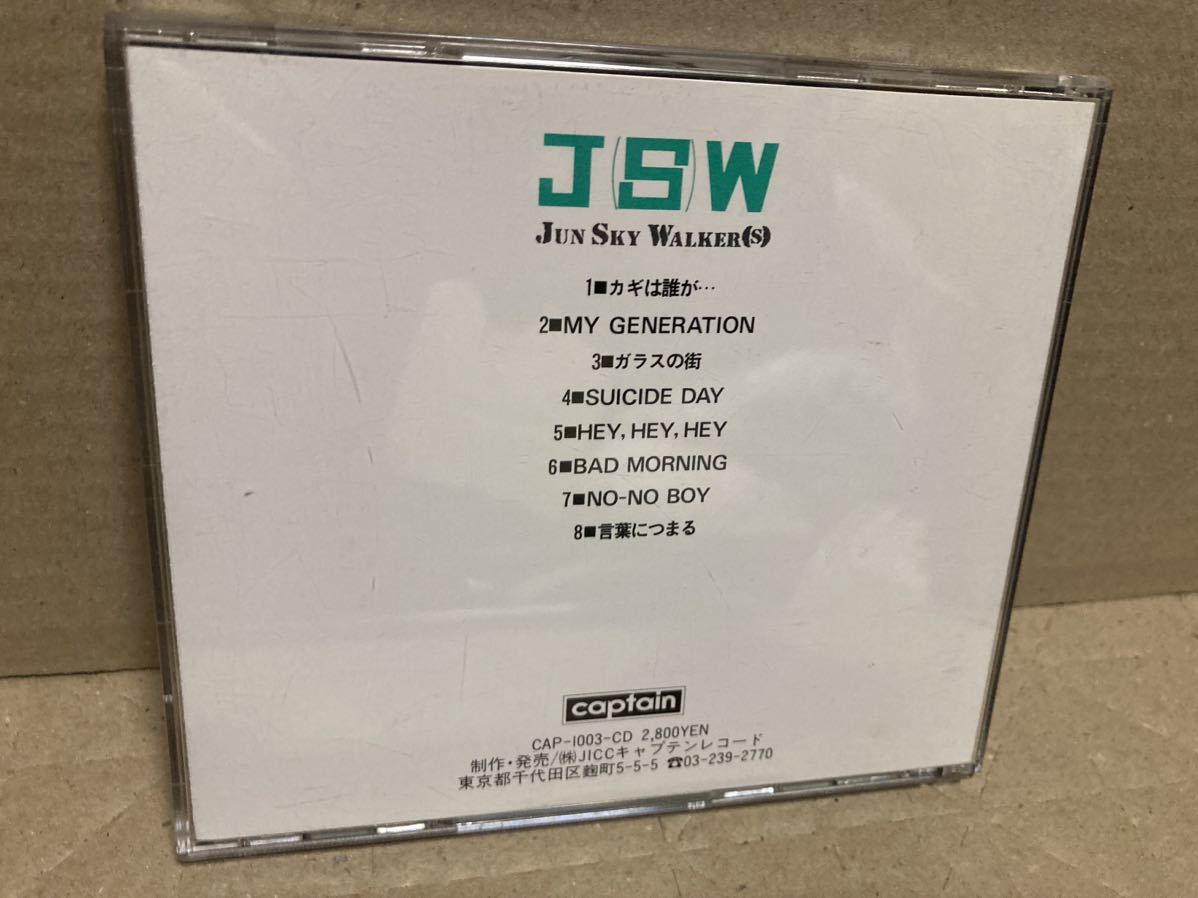 J(S)W
JUN SKY WALKER(S)
1■カギは誰が…
2■MY GENERATION
3■ガラスの街
4■SUICIDE DAY
5■HEY, HEY, HEY
6■BAD MORNING
7■NO-NO BOY
8■言葉につまる
captain
CAP-1003-CD 2,800YEN
制作・発売/㈱JICCキャプテンレコード
東京都千代田区麹町5-5-5 ☎03-239-2770